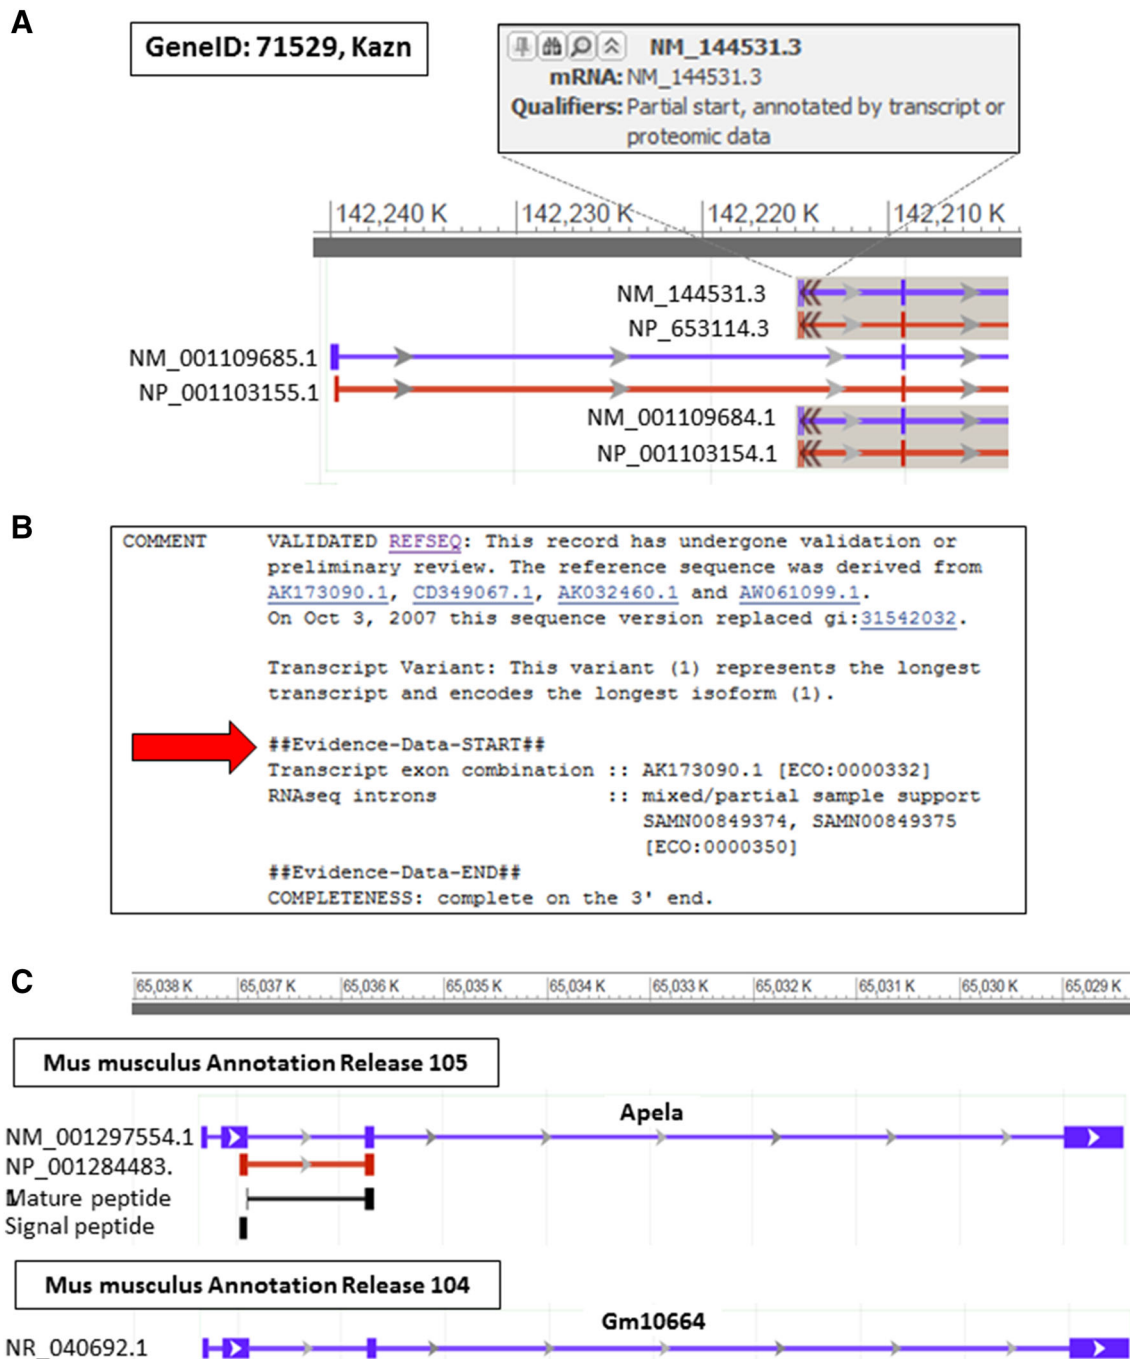 A
GeneID: 71529, Kazn
NM_144531.3
mRNA: NM_144531.3
Qualifiers: Partial start, annotated by transcript or
proteomic data
142,240 K 142,230 K 142,220 K 142,210 K
NM_144531.3
NP_653114.3
NM_001109685.1
NP_001103155.1
NM_001109684.1
NP_001103154.1
B
COMMENT VALIDATED REFSEQ: This record has undergone validation or
preliminary review. The reference sequence was derived from
AK173090.1, CD349067.1, AK032460.1 and AW061099.1.
On Oct 3, 2007 this sequence version replaced gi:31542032.
Transcript Variant: This variant (1) represents the longest
transcript and encodes the longest isoform (1).
##Evidence-Data-START##
Transcript exon combination :: AK173090.1 [ECO:0000332]
RNAseq introns :: mixed/partial sample support
SAMN00849374, SAMN00849375
[ECO:0000350]
##Evidence-Data-END##
COMPLETENESS: complete on the 3' end.
C
65,038 K 65,037 K 65,036 K 65,035 K 65,034 K 65,033 K 65,032 K 65,031 K 65,030 K 65,029 K
Mus musculus Annotation Release 105
Apela
NM_001297554.1
NP_001284483.
1
Mature peptide
Signal peptide
Mus musculus Annotation Release 104
Gm10664
NR_040692.1